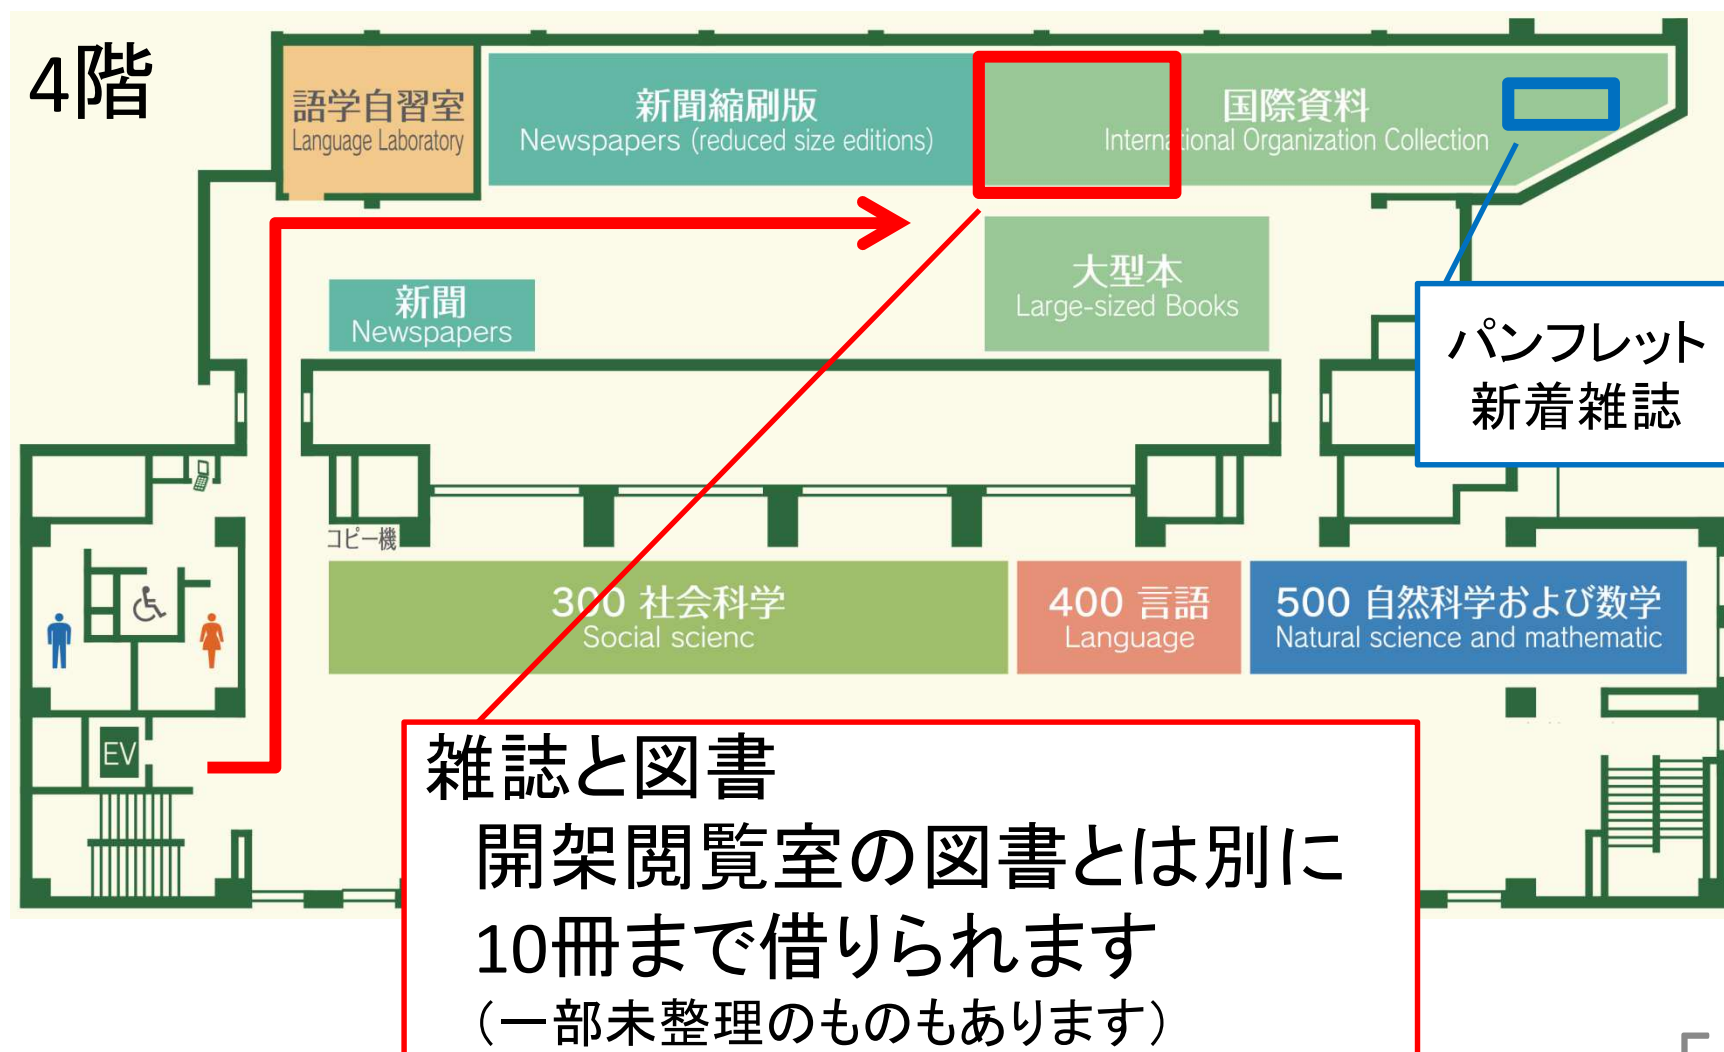 4階
語学自習室
Language Laboratory
新聞縮刷版
Newspapers (reduced size editions)
国際資料
International Organization Collection
新聞
Newspapers
大型本
Large-sized Books
パンフレット
新着雑誌
コピー機
300 社会科学
Social scienc
400 言語
Language
500 自然科学および数学
Natural science and mathematic
EV
雑誌と図書
開架閲覧室の図書とは別に
10冊まで借りられます
（一部未整理のものもあります）